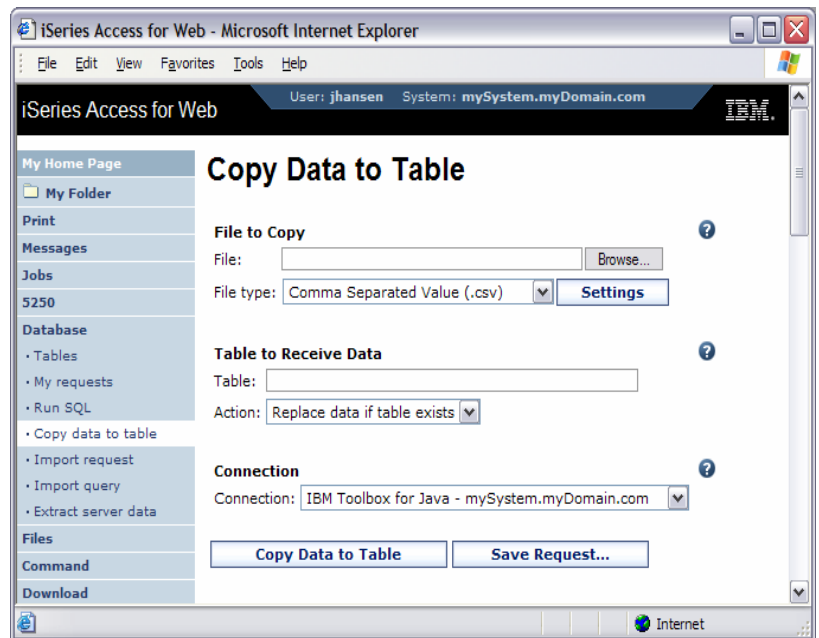 iSeries Access for Web - Microsoft Internet Explorer
File Edit View Favorites Tools Help
iSeries Access for Web
User: jhansen System: mySystem.myDomain.com
IBM.
My Home Page
My Folder
Print
Messages
Jobs
5250
Database
· Tables
· My requests
· Run SQL
· Copy data to table
· Import request
· Import query
· Extract server data
Files
Command
Download
Copy Data to Table
File to Copy ?
File: Browse...
File type: Comma Separated Value (.csv) Settings
Table to Receive Data ?
Table:
Action: Replace data if table exists
Connection ?
Connection: IBM Toolbox for Java - mySystem.myDomain.com
Copy Data to Table Save Request...
Internet